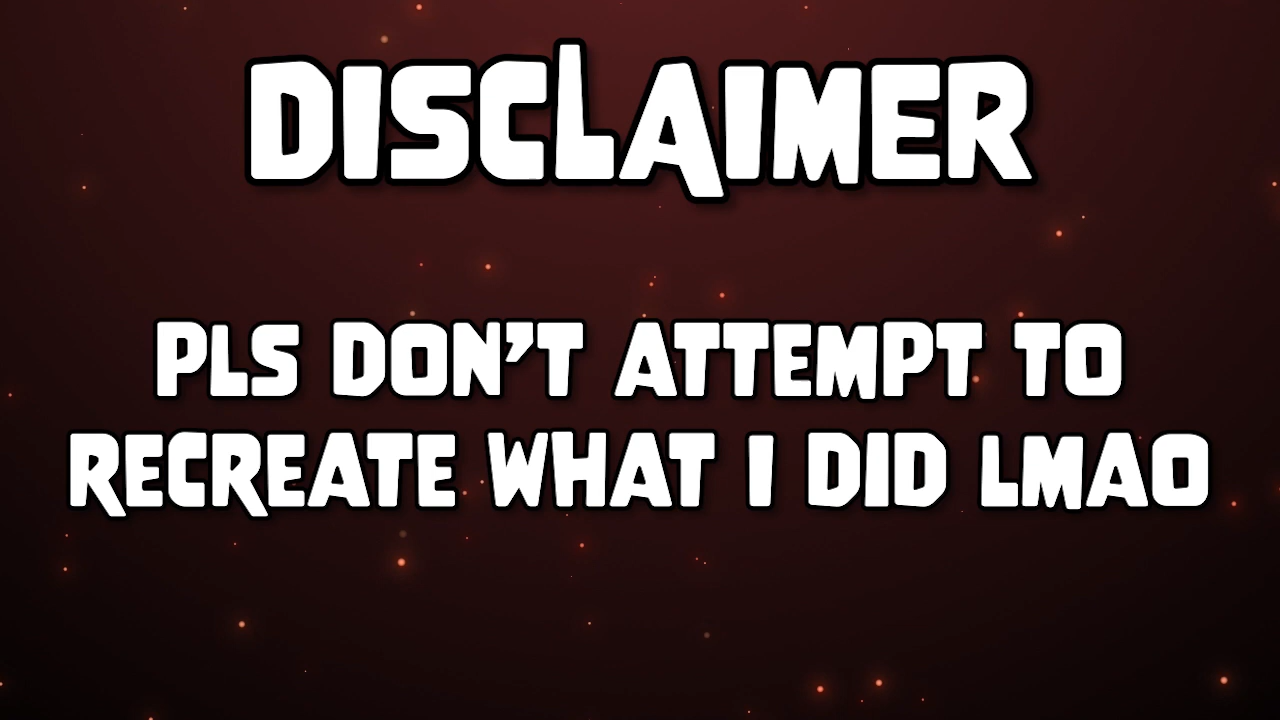 DISCLAIMER
PLS DON'T ATTEMPT TO
RECREATE WHAT I DID LMAO